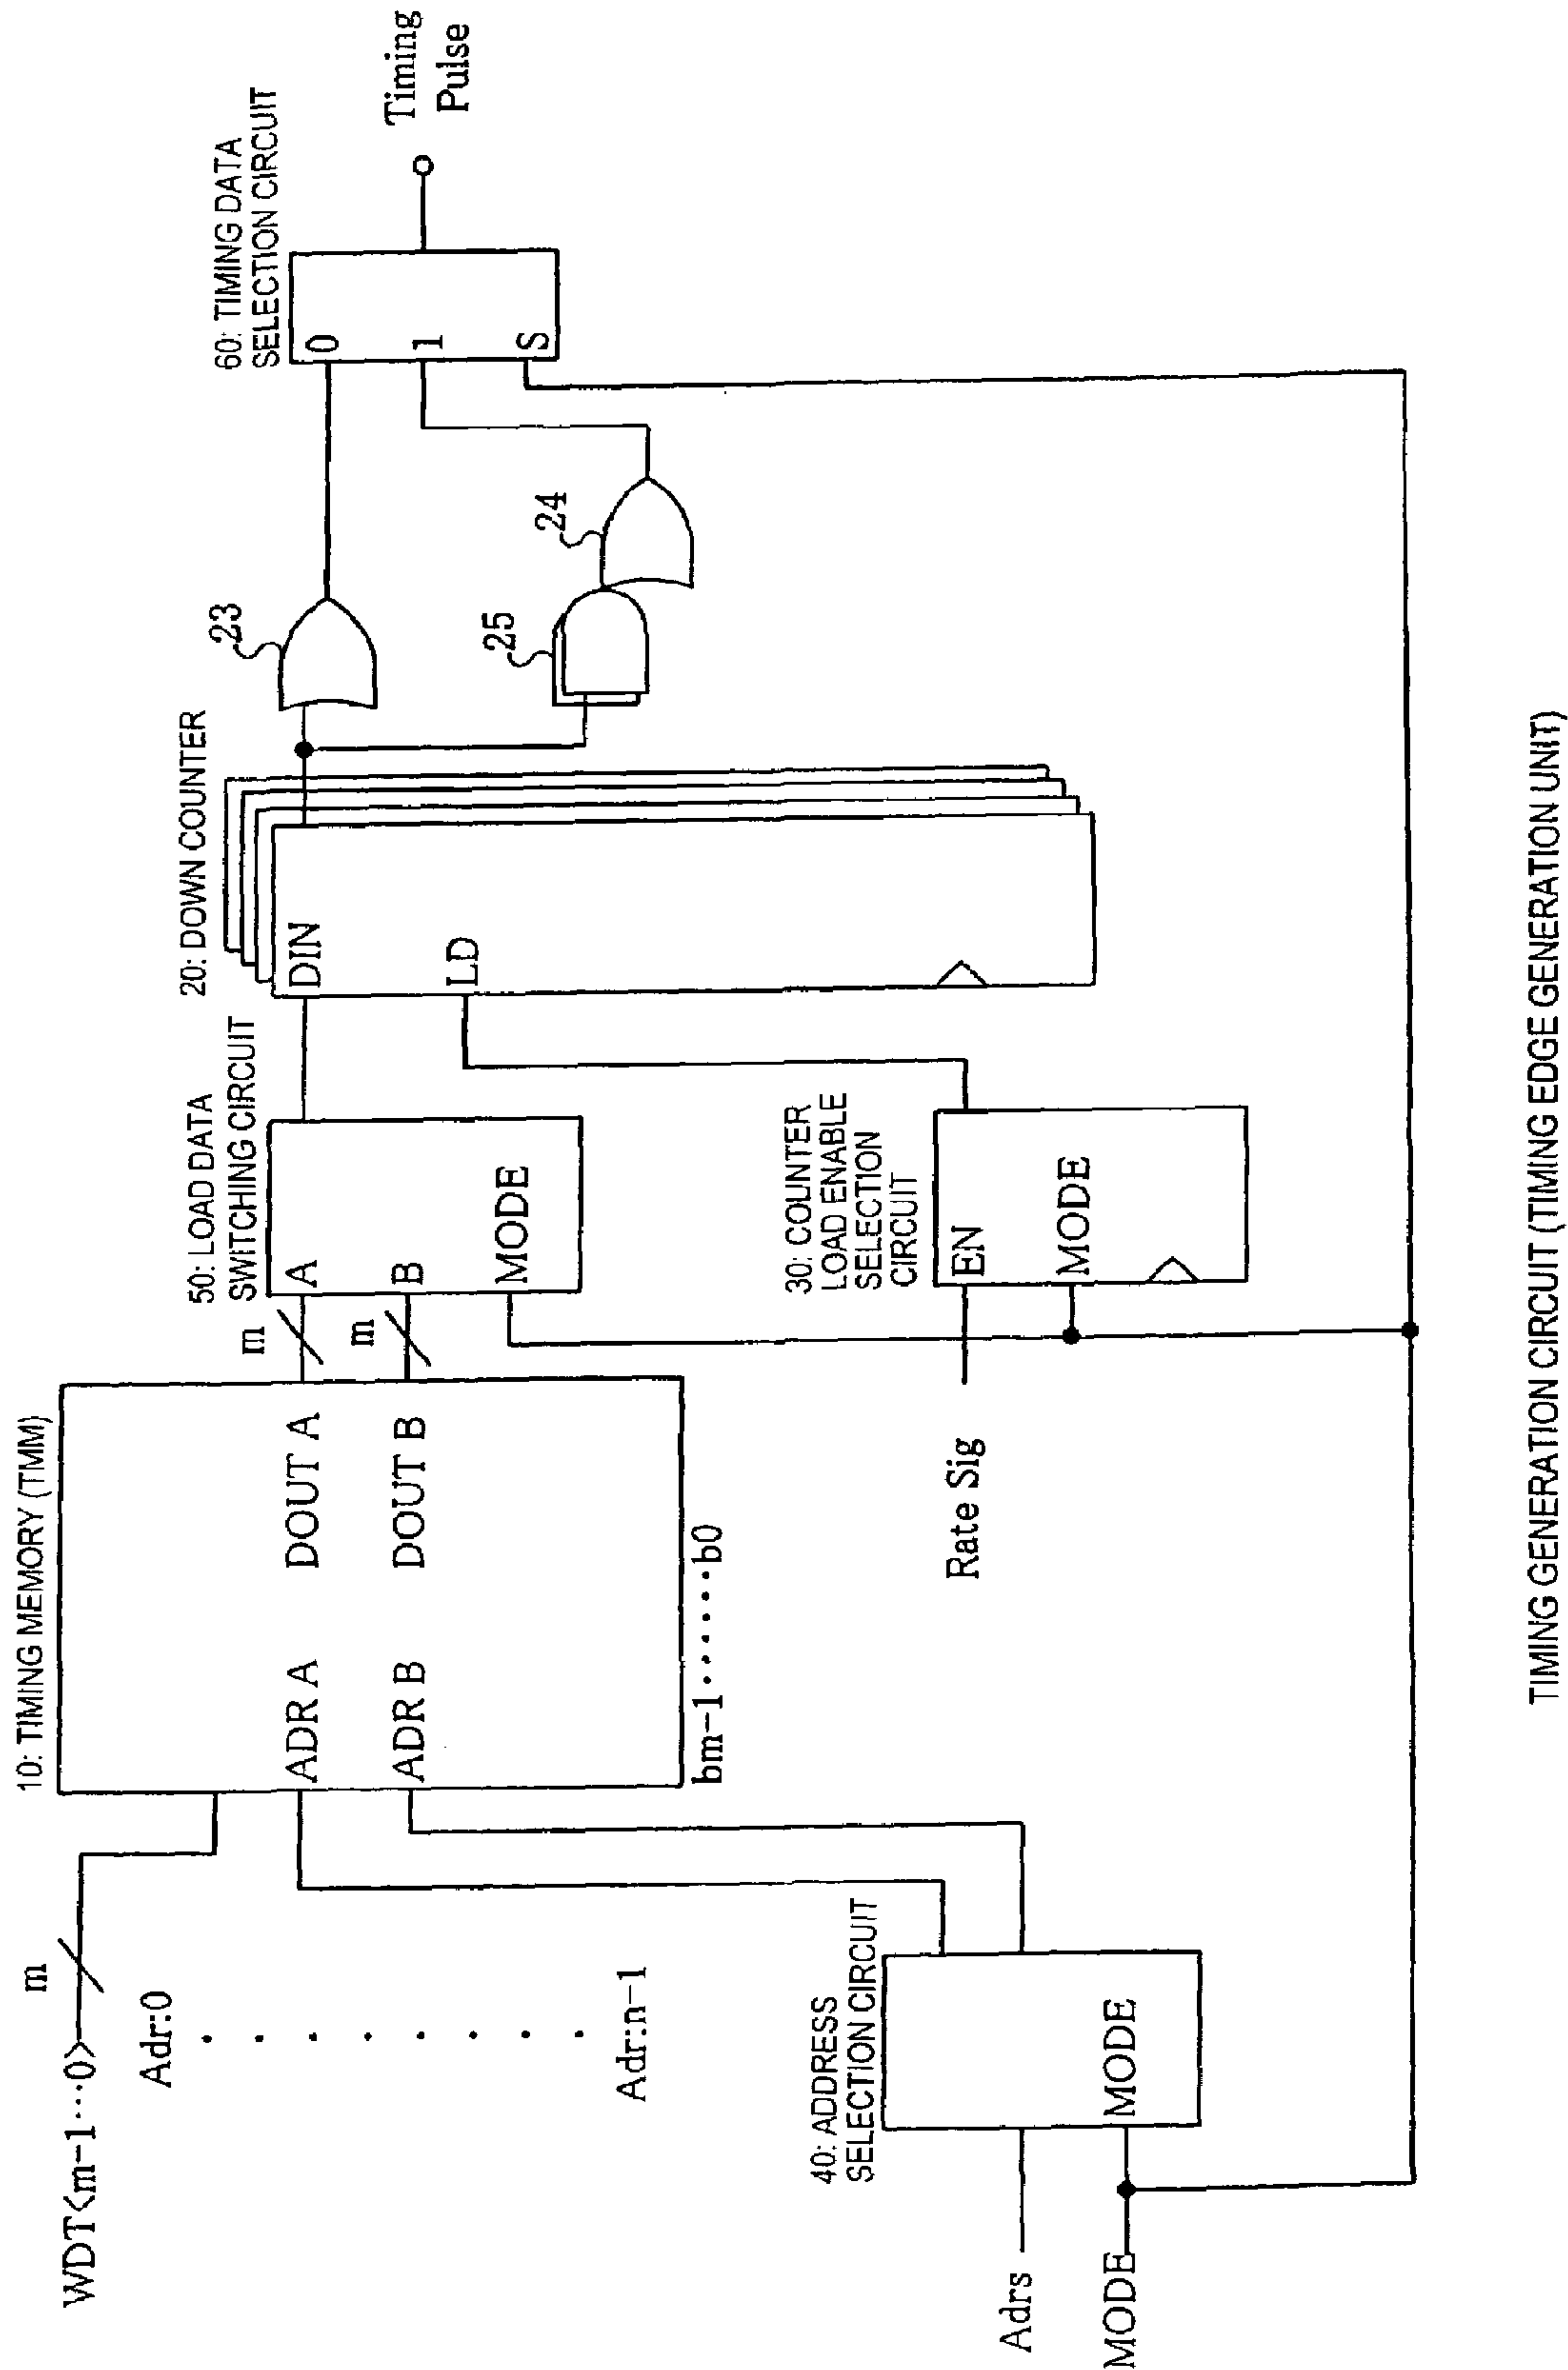 WDT<m-1···0>
m
Adr:0
Adr:n-1
10: TIMING MEMORY (TMM)
ADR A
DOUT A
ADR B
DOUT B
bm-1······b0
m
m
50: LOAD DATA
SWITCHING CIRCUIT
A
B
MODE
20: DOWN COUNTER
DIN
LD
23
25
24
60: TIMING DATA
SELECTION CIRCUIT
0
1
S
Timing
Pulse
30: COUNTER
LOAD ENABLE
SELECTION
CIRCUIT
EN
MODE
Rate Sig
40: ADDRESS
SELECTION CIRCUIT
MODE
Adrs
MODE
TIMING GENERATION CIRCUIT (TIMING EDGE GENERATION UNIT)